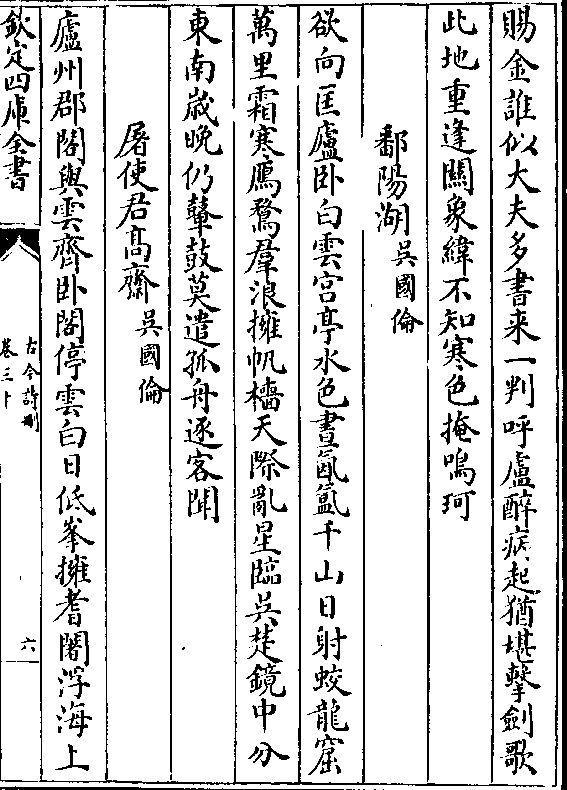 賜金誰似大夫多書来一判呼盧醉病起猶堪擊劍歌
此地重逢關象緯不知寒色掩鳴珂
鄱陽湖吳國倫
欲向匡廬卧白雲宮亭水色晝氤氳千山日射蛟龍窟
萬里霜寒鴈鶩羣浪擁帆檣天際亂星臨吳楚鏡中分
東南嵗晩仍鼙鼓莫遣孤舟逐客聞
屠使君髙齋吳國倫
廬州郡閣與雲齊卧閣停雲白日低峯擁耆闍浮海上
欽定四庫全書
古今詩刪
卷三十
六